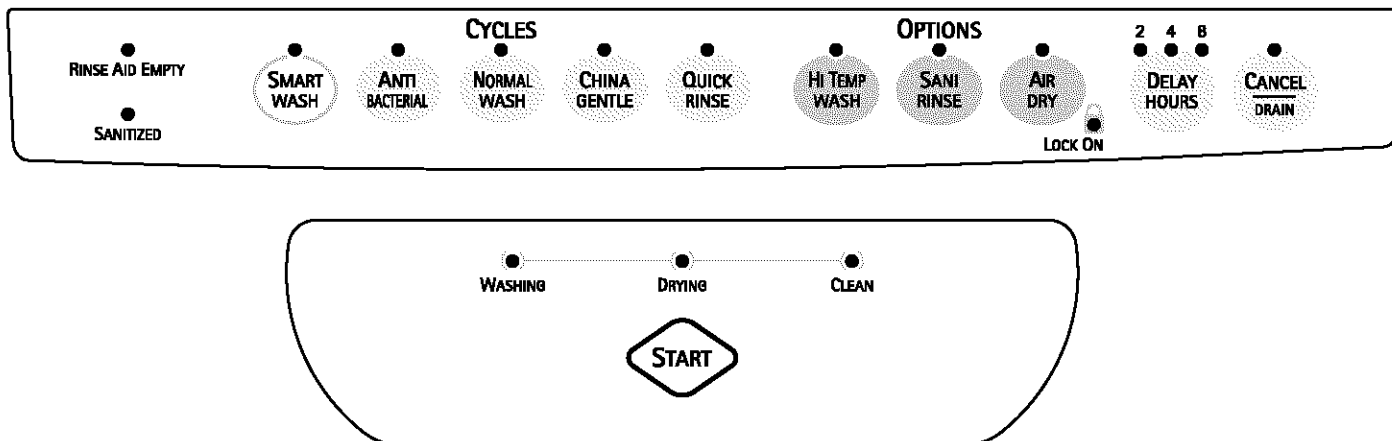 CYCLES
OPTIONS
2 4 8
RINSE AID EMPTY
SANITIZED
SMART
WASH
ANTI
BACTERIAL
NORMAL
WASH
CHINA
GENTLE
QUICK
RINSE
HI TEMP
WASH
SANI
RINSE
AIR
DRY
LOCK ON
DELAY
HOURS
CANCEL
DRAIN
WASHING
DRYING
CLEAN
START